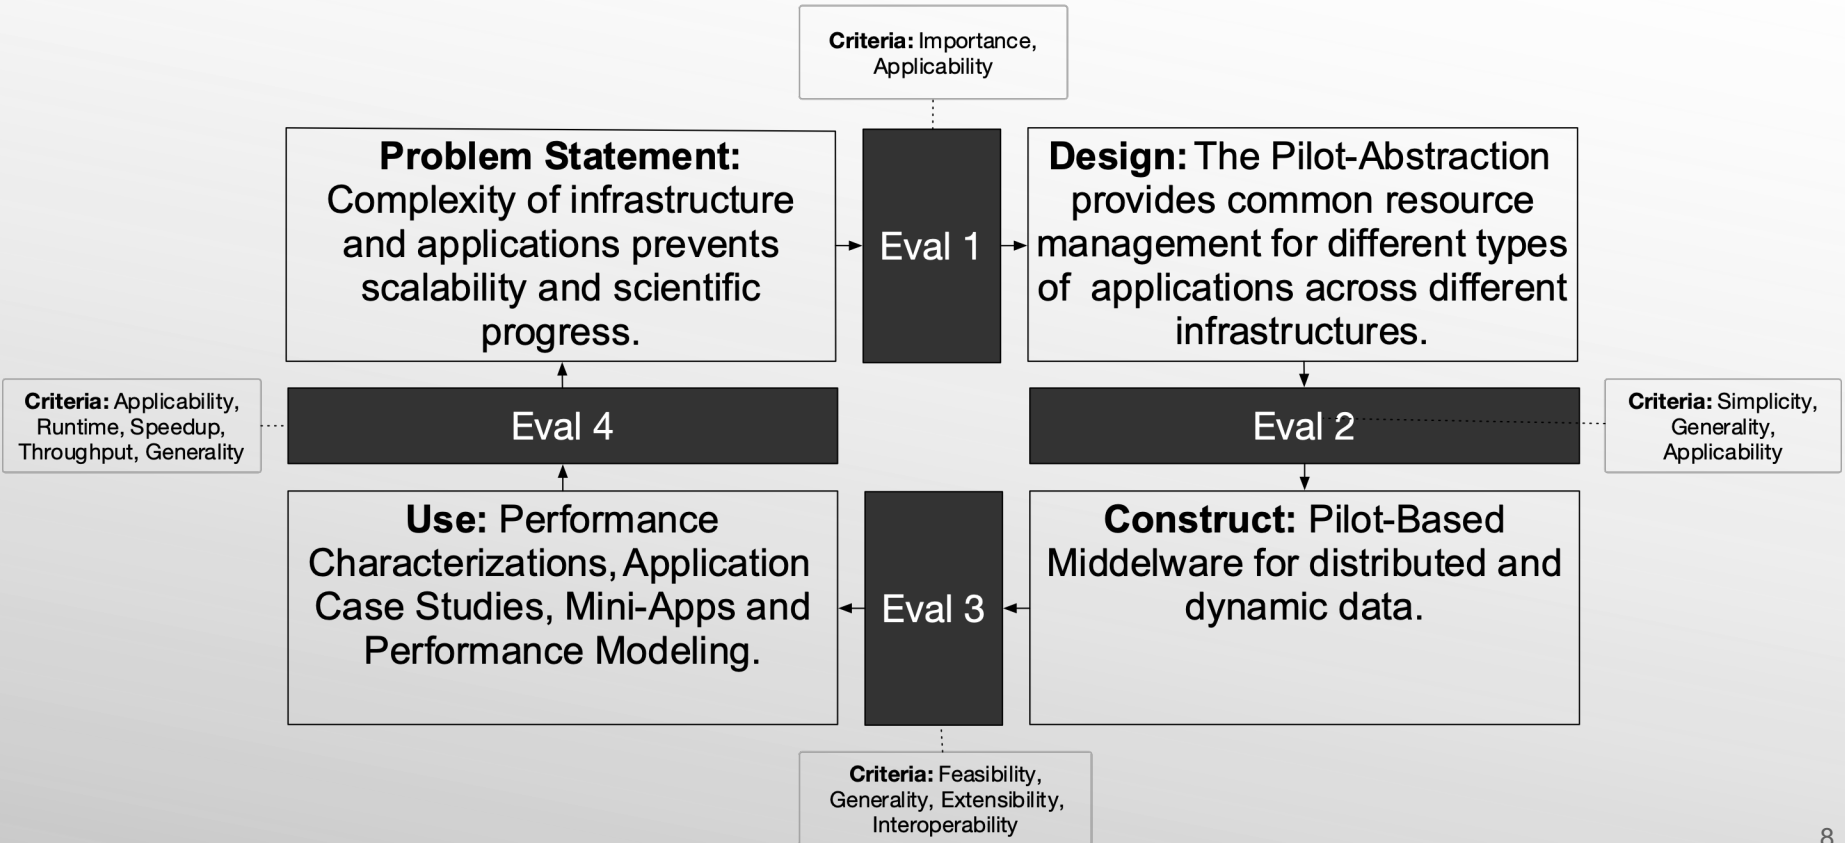 Criteria: Importance,
Applicability
Problem Statement:
Complexity of infrastructure
and applications prevents
scalability and scientific
progress.
Eval 1
Design: The Pilot-Abstraction
provides common resource
management for different types
of applications across different
infrastructures.
Criteria: Applicability,
Runtime, Speedup,
Throughput, Generality
Eval 4
Eval 2
Criteria: Simplicity,
Generality,
Applicability
Use: Performance
Characterizations, Application
Case Studies, Mini-Apps and
Performance Modeling.
Eval 3
Construct: Pilot-Based
Middelware for distributed and
dynamic data.
Criteria: Feasibility,
Generality, Extensibility,
Interoperability
8